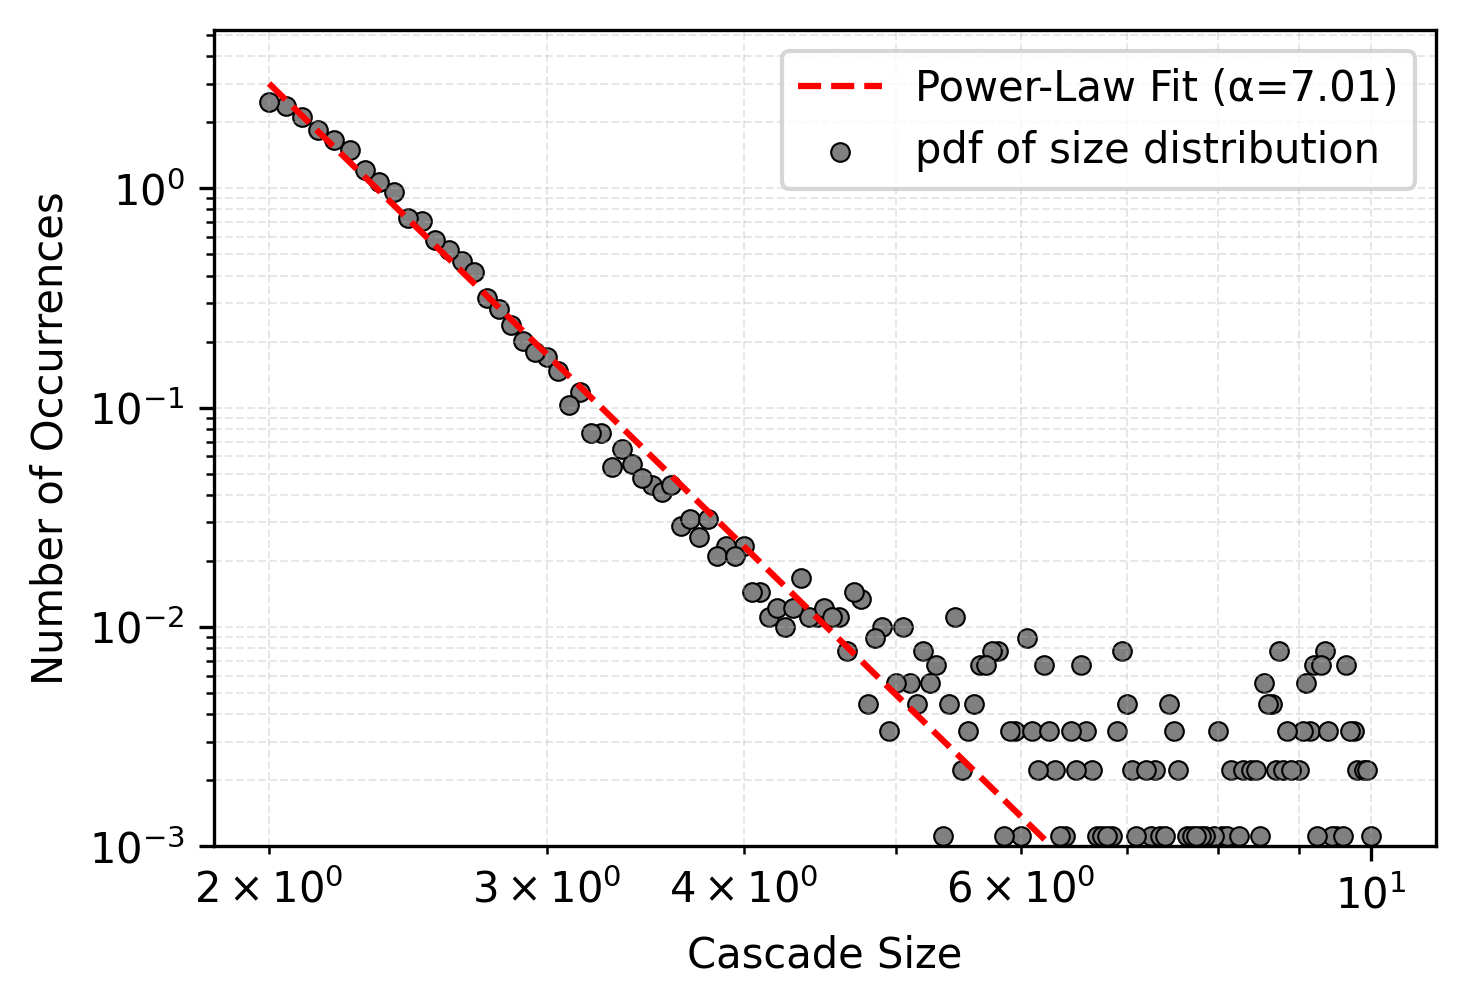 Power-Law Fit (α=7.01)
pdf of size distribution
Number of Occurrences
10⁰
10⁻¹
10⁻²
10⁻³
2 × 10⁰
3 × 10⁰
4 × 10⁰
6 × 10⁰
10¹
Cascade Size